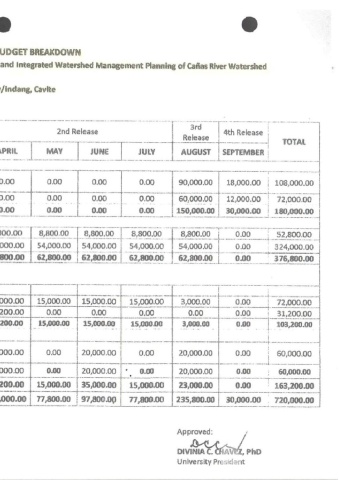 UDGET BREAKDOWN
and Integrated Watershed Management Planning of Cañas River Watershed
/Indang, Cavite
2nd Release 3rd Release 4th Release TOTAL
APRIL MAY JUNE JULY AUGUST SEPTEMBER
0.00 0.00 0.00 0.00 90,000.00 18,000.00 108,000.00
0.00 0.00 0.00 0.00 60,000.00 12,000.00 72,000.00
0.00 0.00 0.00 0.00 150,000.00 30,000.00 180,000.00
800.00 8,800.00 8,800.00 8,800.00 8,800.00 0.00 52,800.00
000.00 54,000.00 54,000.00 54,000.00 54,000.00 0.00 324,000.00
800.00 62,800.00 62,800.00 62,800.00 62,800.00 0.00 376,800.00
000.00 15,000.00 15,000.00 15,000.00 3,000.00 0.00 72,000.00
200.00 0.00 0.00 0.00 0.00 0.00 31,200.00
200.00 15,000.00 15,000.00 15,000.00 3,000.00 0.00 103,200.00
000.00 0.00 20,000.00 0.00 20,000.00 0.00 60,000.00
000.00 0.00 20,000.00 0.00 20,000.00 0.00 60,000.00
200.00 15,000.00 35,000.00 15,000.00 23,000.00 0.00 163,200.00
000.00 77,800.00 97,800.00 77,800.00 235,800.00 30,000.00 720,000.00
Approved:
DIVINIA C. CHAVEZ, PhD
University President